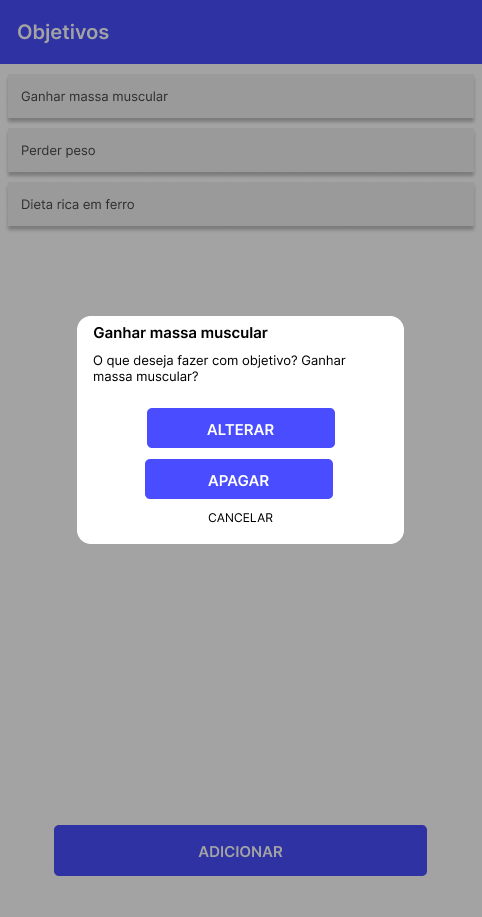 Objetivos
Ganhar massa muscular
Perder peso
Dieta rica em ferro
Ganhar massa muscular
O que deseja fazer com objetivo? Ganhar
massa muscular?
ALTERAR
APAGAR
CANCELAR
ADICIONAR